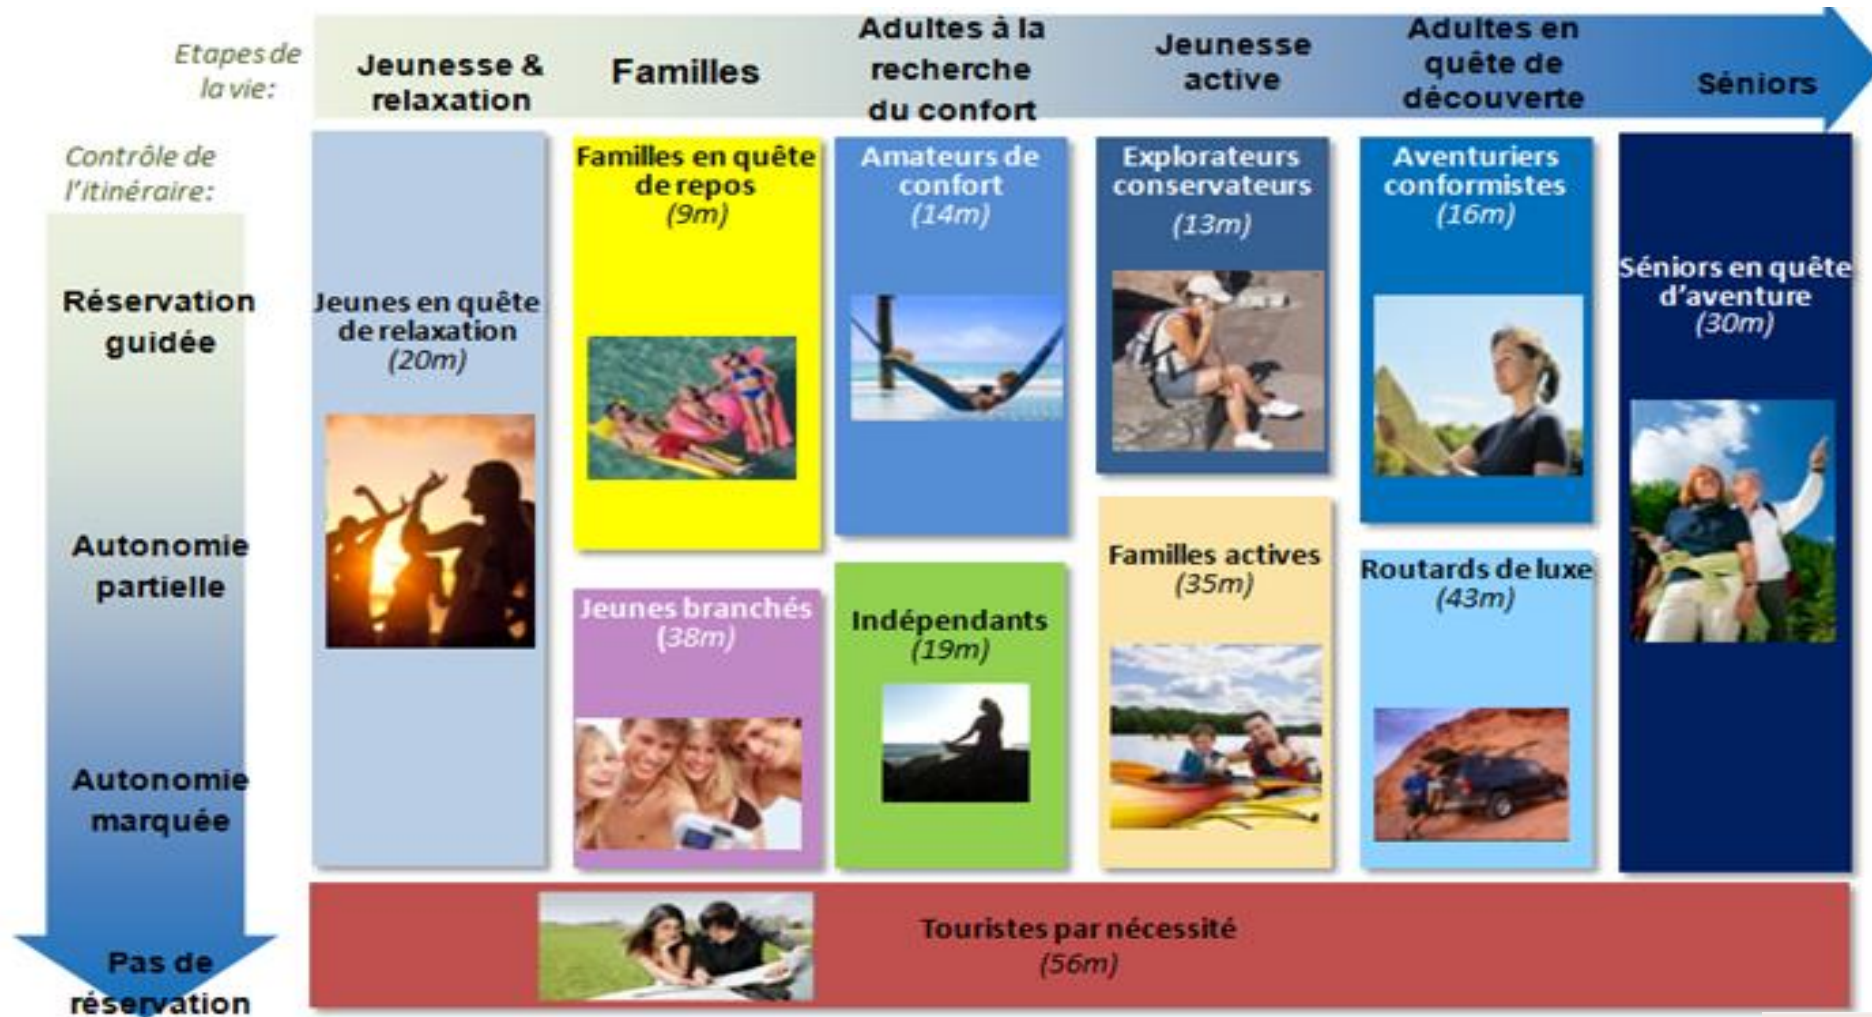 Etapes de
la vie:
Jeunesse &
relaxation
Familles
Adultes à la
recherche
du confort
Jeunesse
active
Adultes en
quête de
découverte
Séniors
Contrôle de
l'itinéraire:
Réservation
guidée
Autonomie
partielle
Autonomie
marquée
Pas de
réservation
Jeunes en quête
de relaxation
(20m)
Familles en quête
de repos
(9m)
Jeunes branchés
(38m)
Amateurs de
confort
(14m)
Indépendants
(19m)
Explorateurs
conservateurs
(13m)
Familles actives
(35m)
Aventuriers
conformistes
(16m)
Routards de luxe
(43m)
Séniors en quête
d'aventure
(30m)
Touristes par nécessité
(56m)